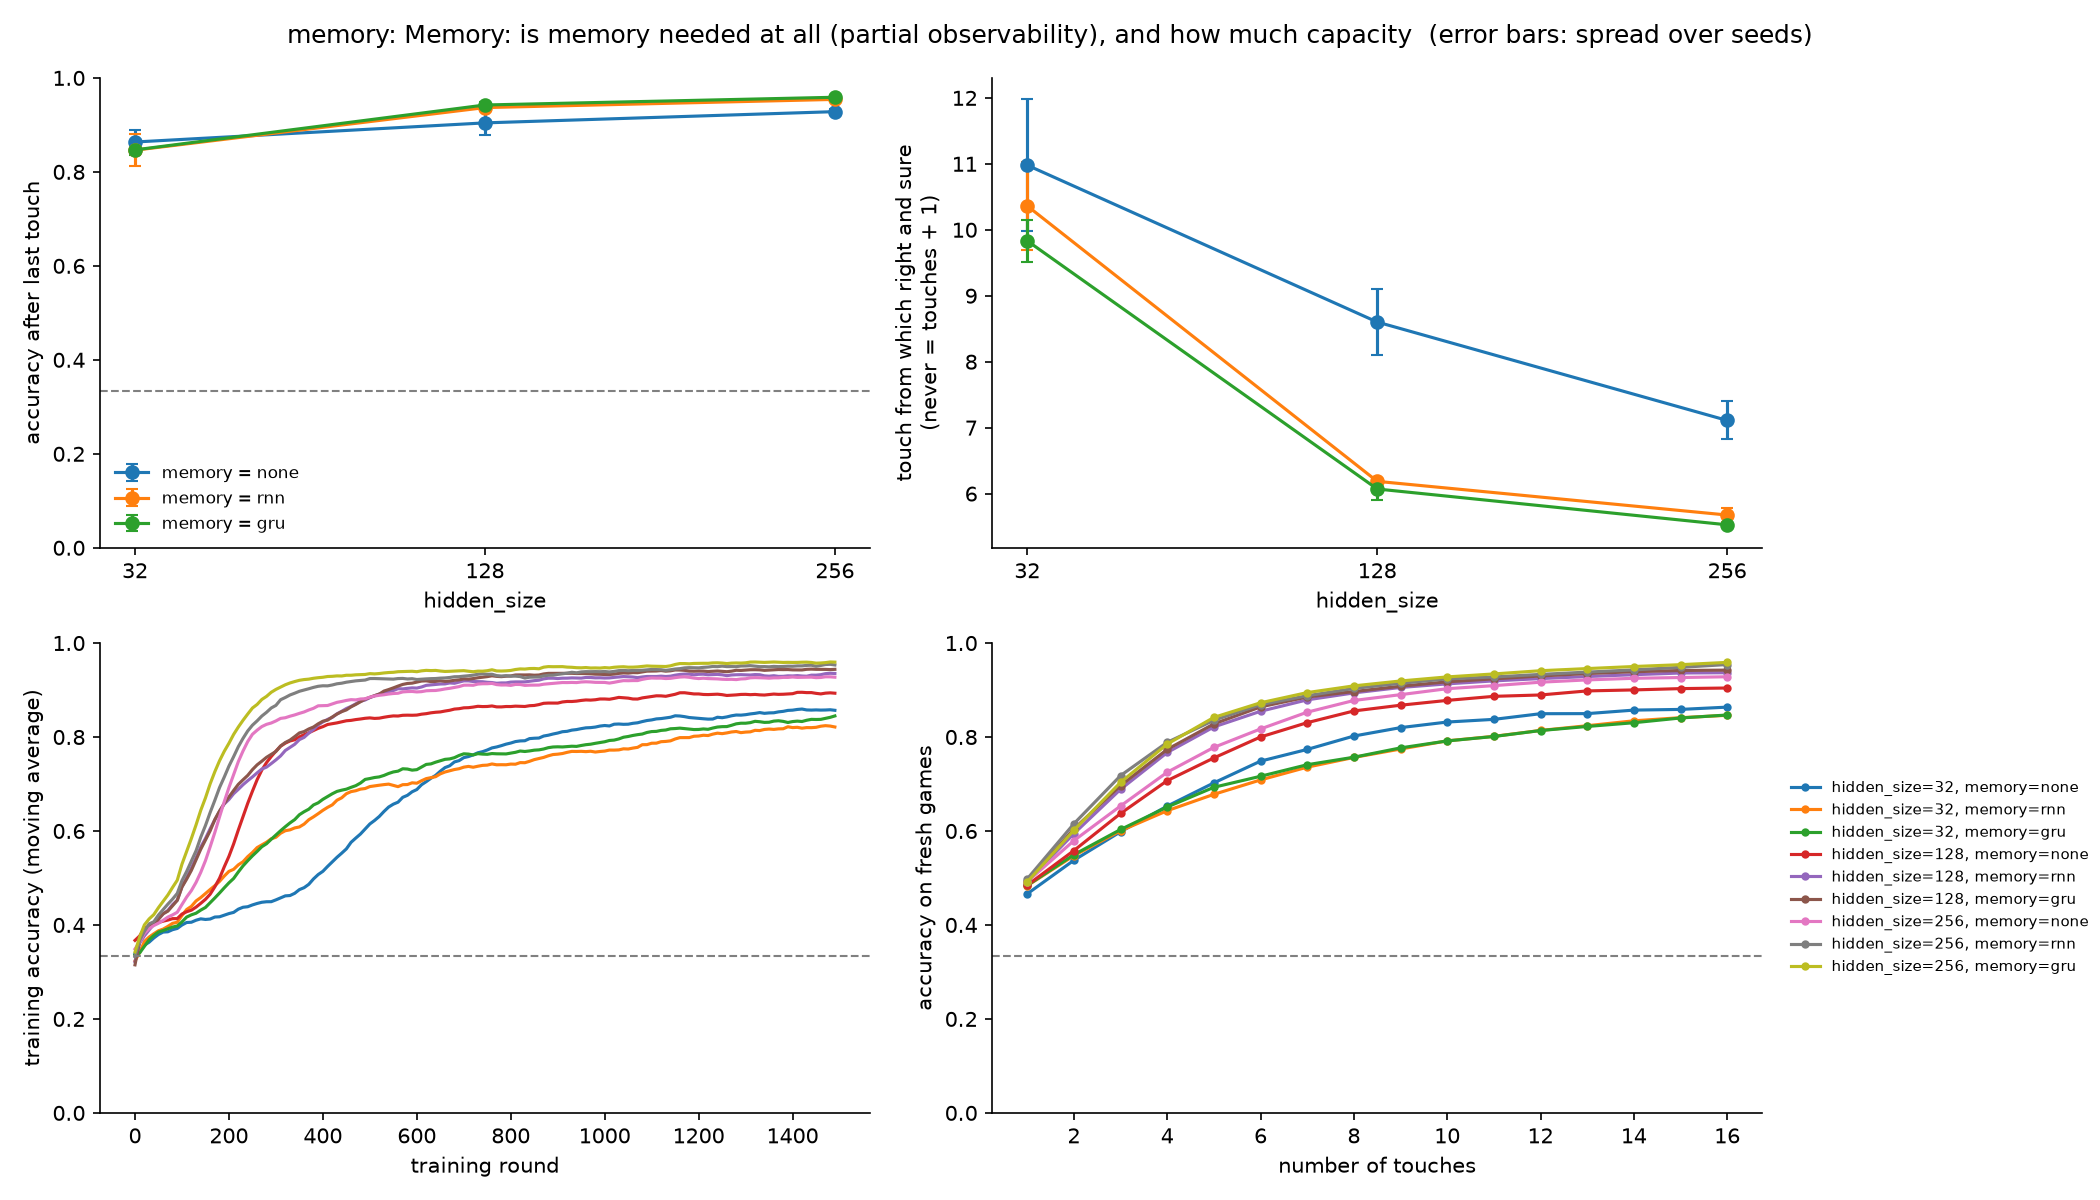 memory: Memory: is memory needed at all (partial observability), and how much capacity  (error bars: spread over seeds)
accuracy after last touch
1.0
0.8
0.6
0.4
0.2
0.0
memory = none
memory = rnn
memory = gru
32
128
256
hidden_size
touch from which right and sure
(never = touches + 1)
12
11
10
9
8
7
6
32
128
256
hidden_size
training accuracy (moving average)
1.0
0.8
0.6
0.4
0.2
0.0
0
200
400
600
800
1000
1200
1400
training round
accuracy on fresh games
1.0
0.8
0.6
0.4
0.2
0.0
2
4
6
8
10
12
14
16
number of touches
hidden_size=32, memory=none
hidden_size=32, memory=rnn
hidden_size=32, memory=gru
hidden_size=128, memory=none
hidden_size=128, memory=rnn
hidden_size=128, memory=gru
hidden_size=256, memory=none
hidden_size=256, memory=rnn
hidden_size=256, memory=gru